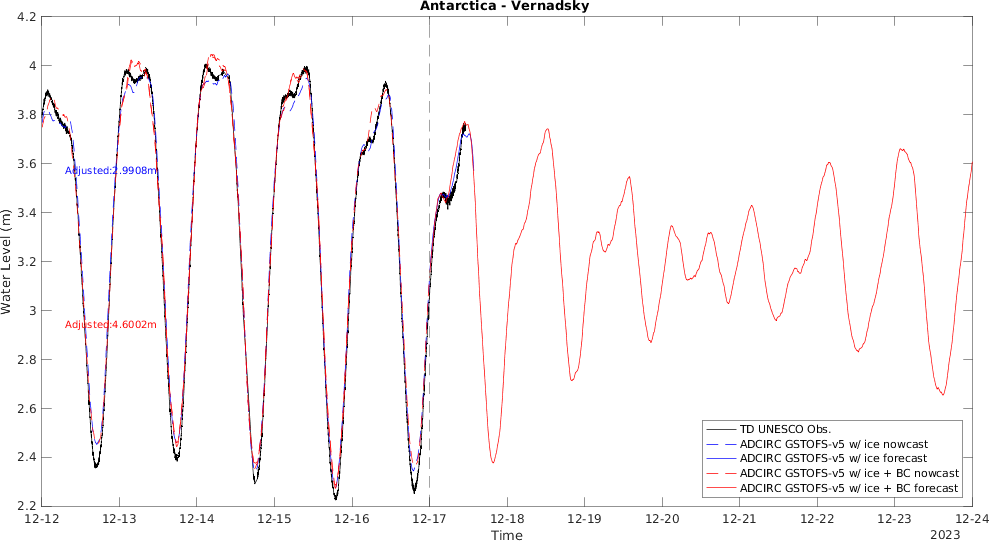 Antarctica - Vernadsky
4.2
4
3.8
3.6
3.4
3.2
3
2.8
2.6
2.4
2.2
Water Level (m)
Adjusted:2.9908m
Adjusted:4.6002m
TD UNESCO Obs.
ADCIRC GSTOFS-v5 w/ ice nowcast
ADCIRC GSTOFS-v5 w/ ice forecast
ADCIRC GSTOFS-v5 w/ ice + BC nowcast
ADCIRC GSTOFS-v5 w/ ice + BC forecast
12-12 12-13 12-14 12-15 12-16 12-17 12-18 12-19 12-20 12-21 12-22 12-23 12-24
Time
2023